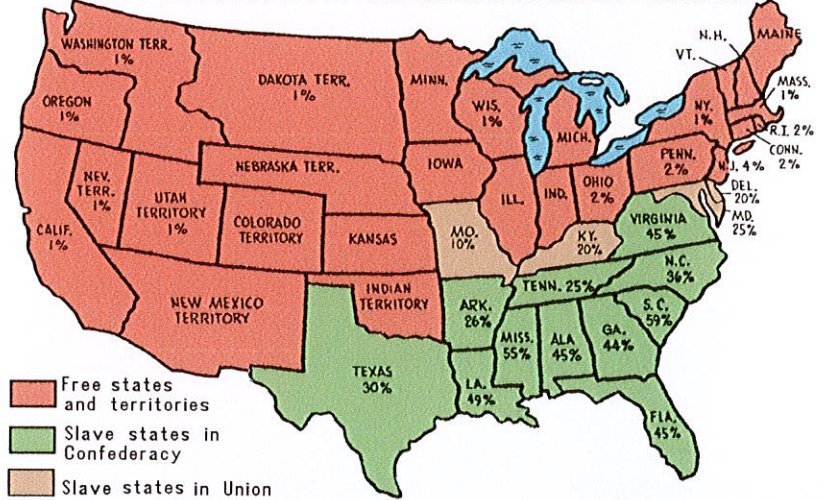 WASHINGTON TERR.
1%
OREGON
1%
DAKOTA TERR.
1%
MINN.
WIS.
1%
MICH.
N.H.
VT.
MAINE
MASS.
1%
NY.
1%
R.I. 2%
CONN.
2%
PENN.
2%
N.J. 4%
DEL.
20%
MD.
25%
NEV.
TERR.
1%
UTAH
TERRITORY
1%
CALIF.
1%
NEBRASKA TERR.
COLORADO
TERRITORY
KANSAS
IOWA
ILL.
IND.
OHIO
2%
MO.
10%
KY.
20%
VIRGINIA
45%
N.C.
36%
TENN. 25%
S.C.
59%
NEW MEXICO
TERRITORY
INDIAN
TERRITORY
ARK.
26%
MISS.
55%
ALA
45%
GA.
44%
TEXAS
30%
LA.
49%
FLA.
45%
Free states
and territories
Slave states in
Confederacy
Slave states in Union